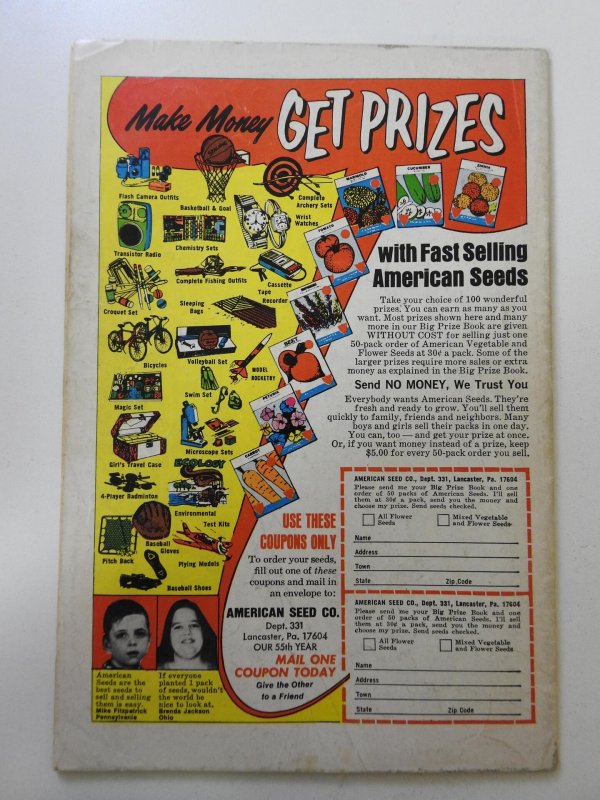 Make Money GET PRIZES
Flash Camera Outfits
Basketball & Goal
Complete
Archery Sets
Transistor Radio
Chemistry Sets
Wrist
Watches
Complete Fishing Outfits
Cassette
Tape
Recorder
Croquet Set
Sleeping
Bags
Bicycles
Volleyball Set
MODEL
ROCKETRY
Magic Set
Swim Set
Girl's Travel Case
Microscope Sets
ECOLOGY
4-Player Badminton
Environmental
Test Kits
Pitch Back
Baseball
Gloves
Flying Models
Baseball Shoes
MARIGOLD
CUCUMBER
ZINNIA
TOMATO
BEET
PETUNIA
CARROT
with Fast Selling
American Seeds
Take your choice of 100 wonderful
prizes. You can earn as many as you
want. Most prizes shown here and many
more in our Big Prize Book are given
WITHOUT COST for selling just one
50-pack order of American Vegetable and
Flower Seeds at 30¢ a pack. Some of the
larger prizes require more sales or extra
money as explained in the Big Prize Book.
Send NO MONEY, We Trust You
Everybody wants American Seeds. They're
fresh and ready to grow. You'll sell them
quickly to family, friends and neighbors. Many
boys and girls sell their packs in one day.
You can, too — and get your prize at once.
Or, if you want money instead of a prize, keep
$5.00 for every 50-pack order you sell.
USE THESE
COUPONS ONLY
To order your seeds,
fill out one of these
coupons and mail in
an envelope to:
AMERICAN SEED CO.
Dept. 331
Lancaster, Pa. 17604
OUR 55th YEAR
MAIL ONE
COUPON TODAY
Give the Other
to a Friend
American
Seeds are the
best seeds to
sell and selling
them is easy.
Mike Fitzpatrick
Pennsylvania
If everyone
planted 1 pack
of seeds, wouldn't
the world be
nice to look at.
Brenda Jackson
Ohio
AMERICAN SEED CO., Dept. 331, Lancaster, Pa. 17604
Please send me your Big Prize Book and one
order of 50 packs of American Seeds. I'll sell
them at 30¢ a pack, send you the money and
choose my prize. Send seeds checked.
All Flower
Seeds
Mixed Vegetable
and Flower Seeds
Name
Address
Town
State Zip Code
AMERICAN SEED CO., Dept. 331, Lancaster, Pa. 17604
Please send me your Big Prize Book and one
order of 50 packs of American Seeds. I'll sell
them at 30¢ a pack, send you the money and
choose my prize. Send seeds checked.
All Flower
Seeds
Mixed Vegetable
and Flower Seeds
Name
Address
Town
State Zip Code